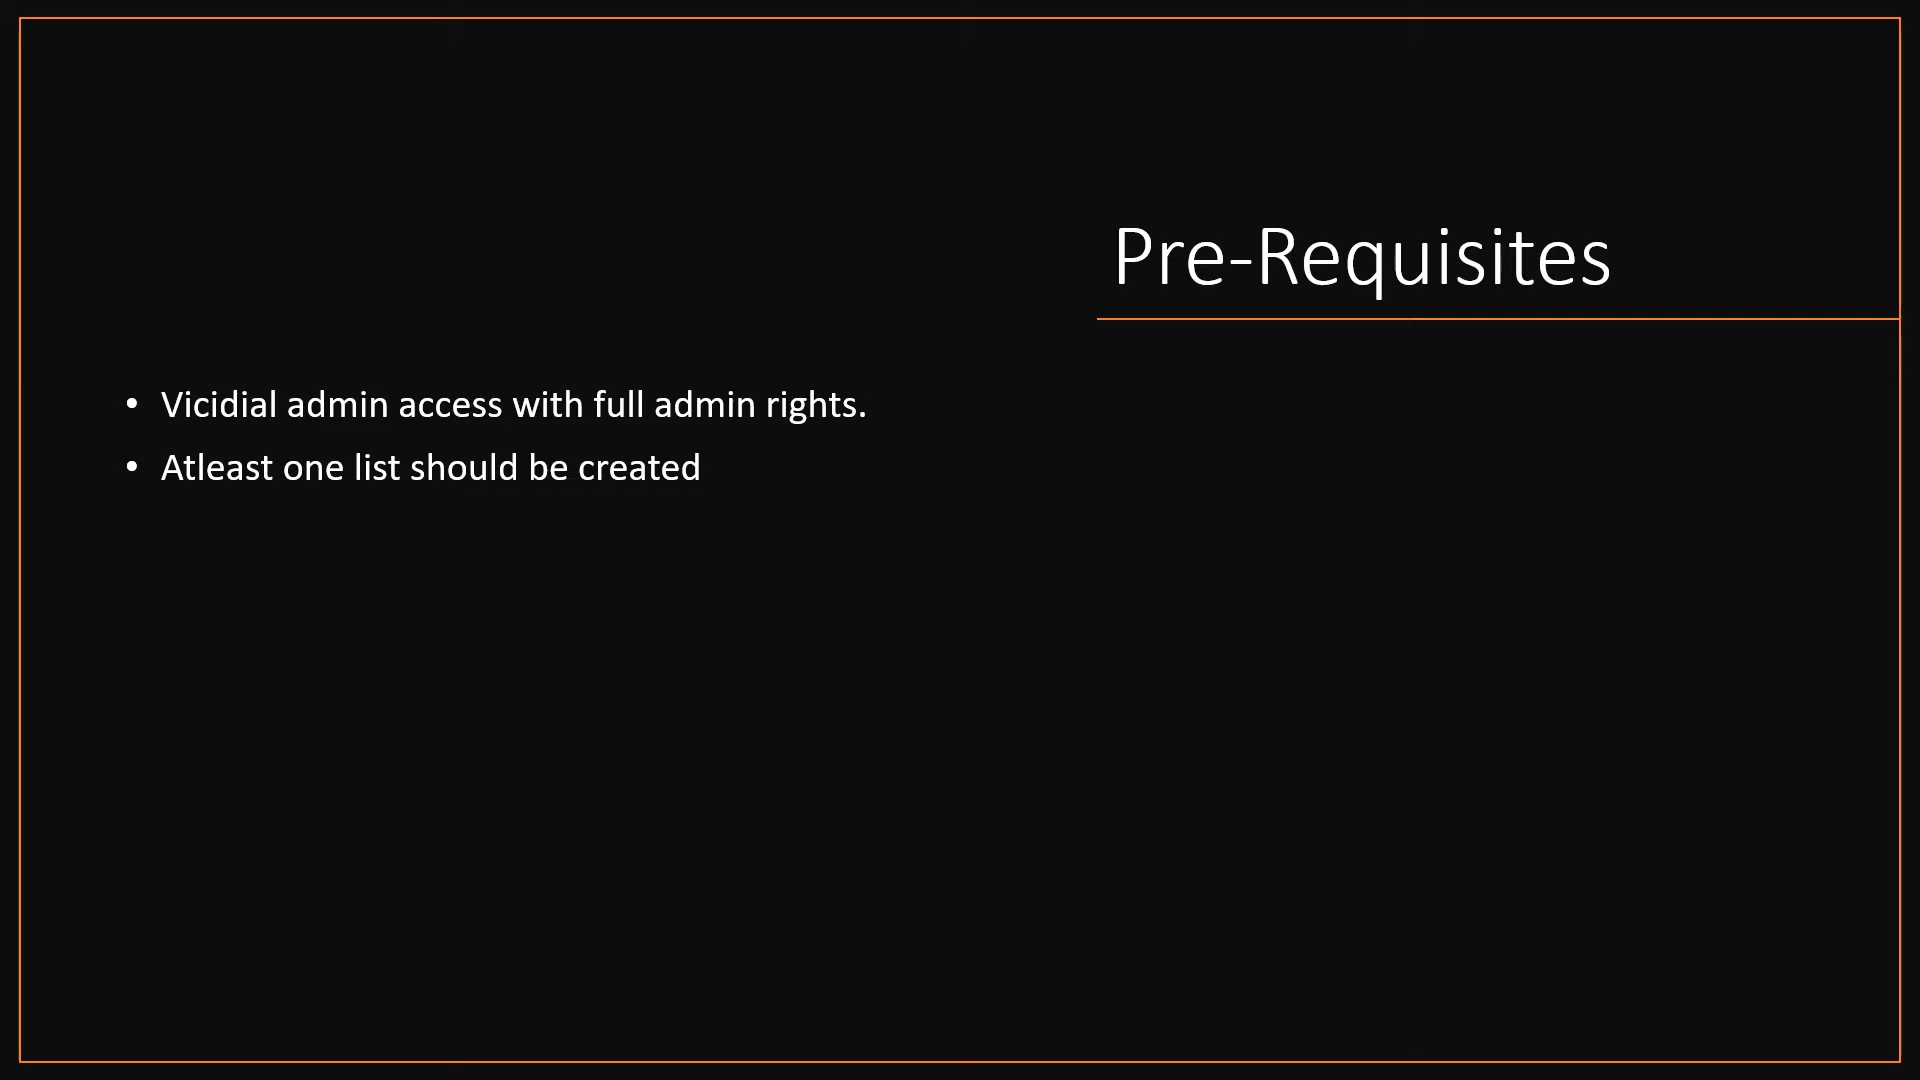 Pre-Requisites
• Vicidial admin access with full admin rights.
• Atleast one list should be created